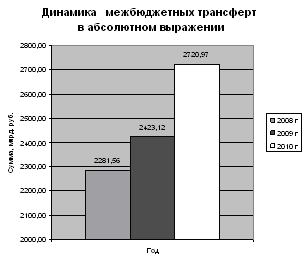 Динамика межбюджетных трансферт
в абсолютном выражении
Сумма, млрд. руб.
2800,00
2700,00
2600,00
2500,00
2400,00
2300,00
2200,00
2100,00
2000,00
2281,56
2423,12
2720,97
Год
2008 г
2009 г
2010 г